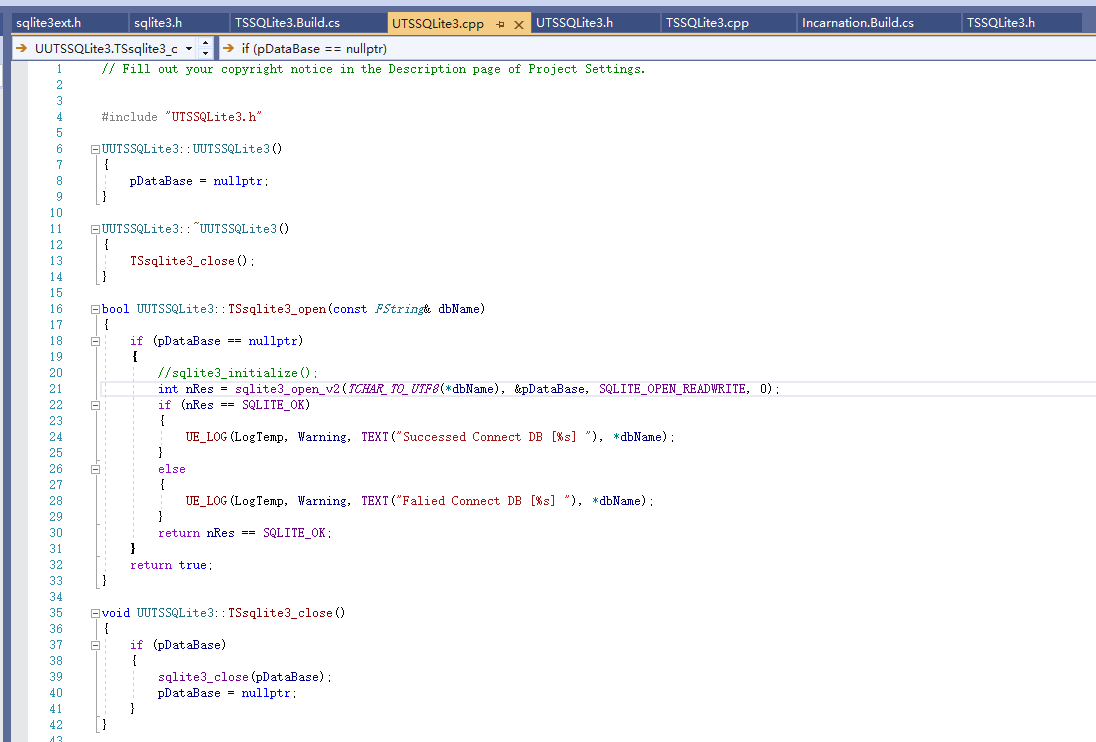 sqlite3ext.h sqlite3.h TSSQLite3.Build.cs UTSSQLite3.cpp UTSSQLite3.h TSSQLite3.cpp Incarnation.Build.cs TSSQLite3.h
UUTSSQLite3.TSsqlite3_c if (pDataBase == nullptr)
1 // Fill out your copyright notice in the Description page of Project Settings.
2
3
4 #include "UTSSQLite3.h"
5
6 UUTSSQLite3::UUTSSQLite3()
7 {
8 pDataBase = nullptr;
9 }
10
11 UUTSSQLite3::~UUTSSQLite3()
12 {
13 TSsqlite3_close();
14 }
15
16 bool UUTSSQLite3::TSsqlite3_open(const FString& dbName)
17 {
18 if (pDataBase == nullptr)
19 {
20 //sqlite3_initialize();
21 int nRes = sqlite3_open_v2(TCHAR_TO_UTF8(*dbName), &pDataBase, SQLITE_OPEN_READWRITE, 0);
22 if (nRes == SQLITE_OK)
23 {
24 UE_LOG(LogTemp, Warning, TEXT("Successed Connect DB [%s] "), *dbName);
25 }
26 else
27 {
28 UE_LOG(LogTemp, Warning, TEXT("Falied Connect DB [%s] "), *dbName);
29 }
30 return nRes == SQLITE_OK;
31 }
32 return true;
33 }
34
35 void UUTSSQLite3::TSsqlite3_close()
36 {
37 if (pDataBase)
38 {
39 sqlite3_close(pDataBase);
40 pDataBase = nullptr;
41 }
42 }
43